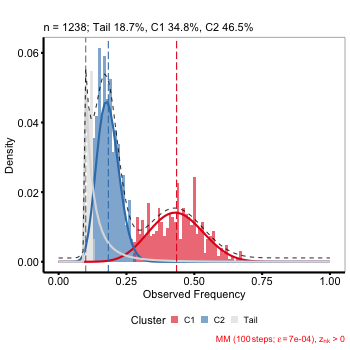 n = 1238; Tail 18.7%, C1 34.8%, C2 46.5%
0.06
0.04
0.02
0.00
Density
0.00 0.25 0.50 0.75 1.00
Observed Frequency
Cluster C1 C2 Tail
MM (100 steps; ε = 7e-04), zₙₖ > 0